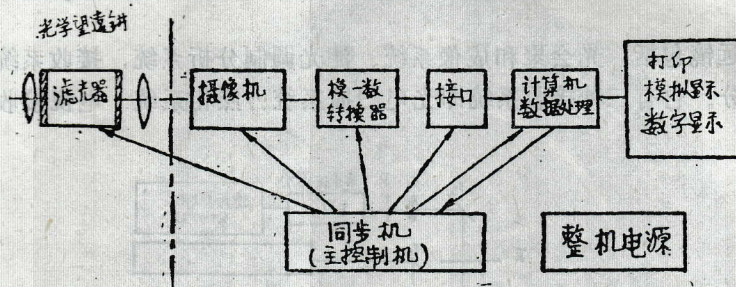 光学望远镜
滤光器
摄像机
模一数
转换器
接口
计算机
数据处理
打印
模拟显示
数字显示
同步机
(主控制机)
整机电源